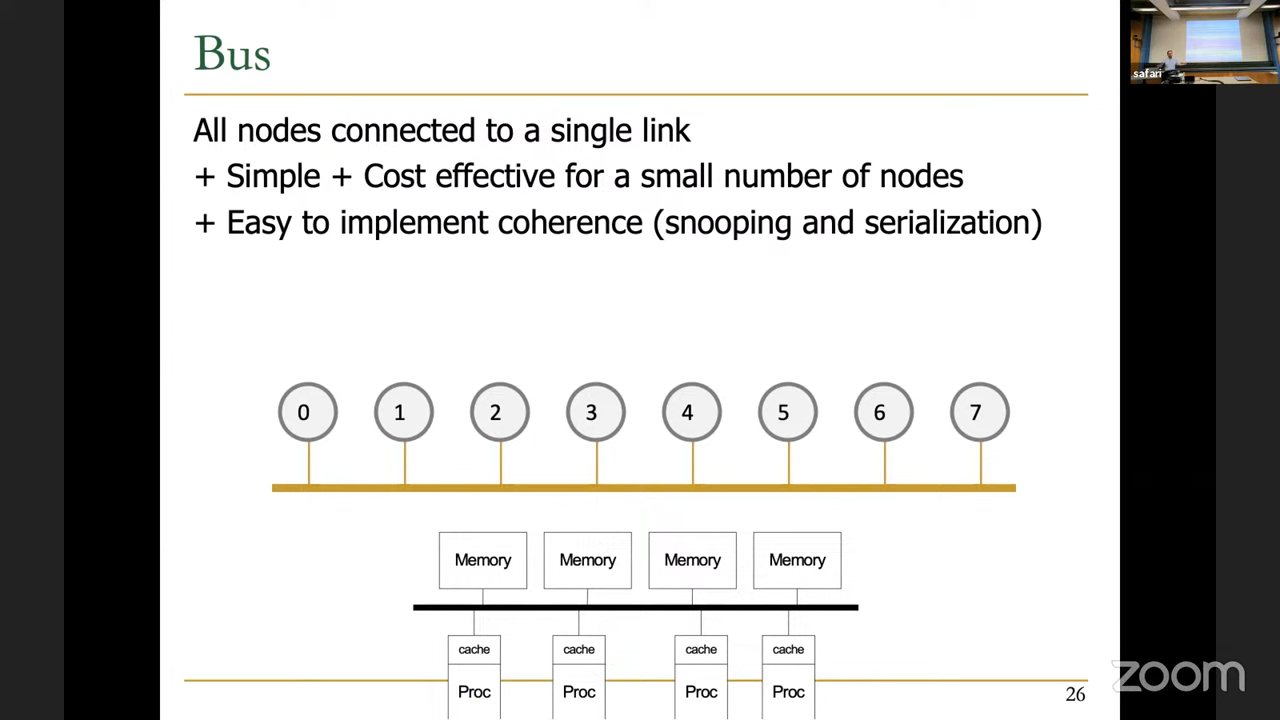 Bus
safari
All nodes connected to a single link
+ Simple + Cost effective for a small number of nodes
+ Easy to implement coherence (snooping and serialization)
0 1 2 3 4 5 6 7
Memory Memory Memory Memory
cache cache cache cache
Proc Proc Proc Proc
26
zoom